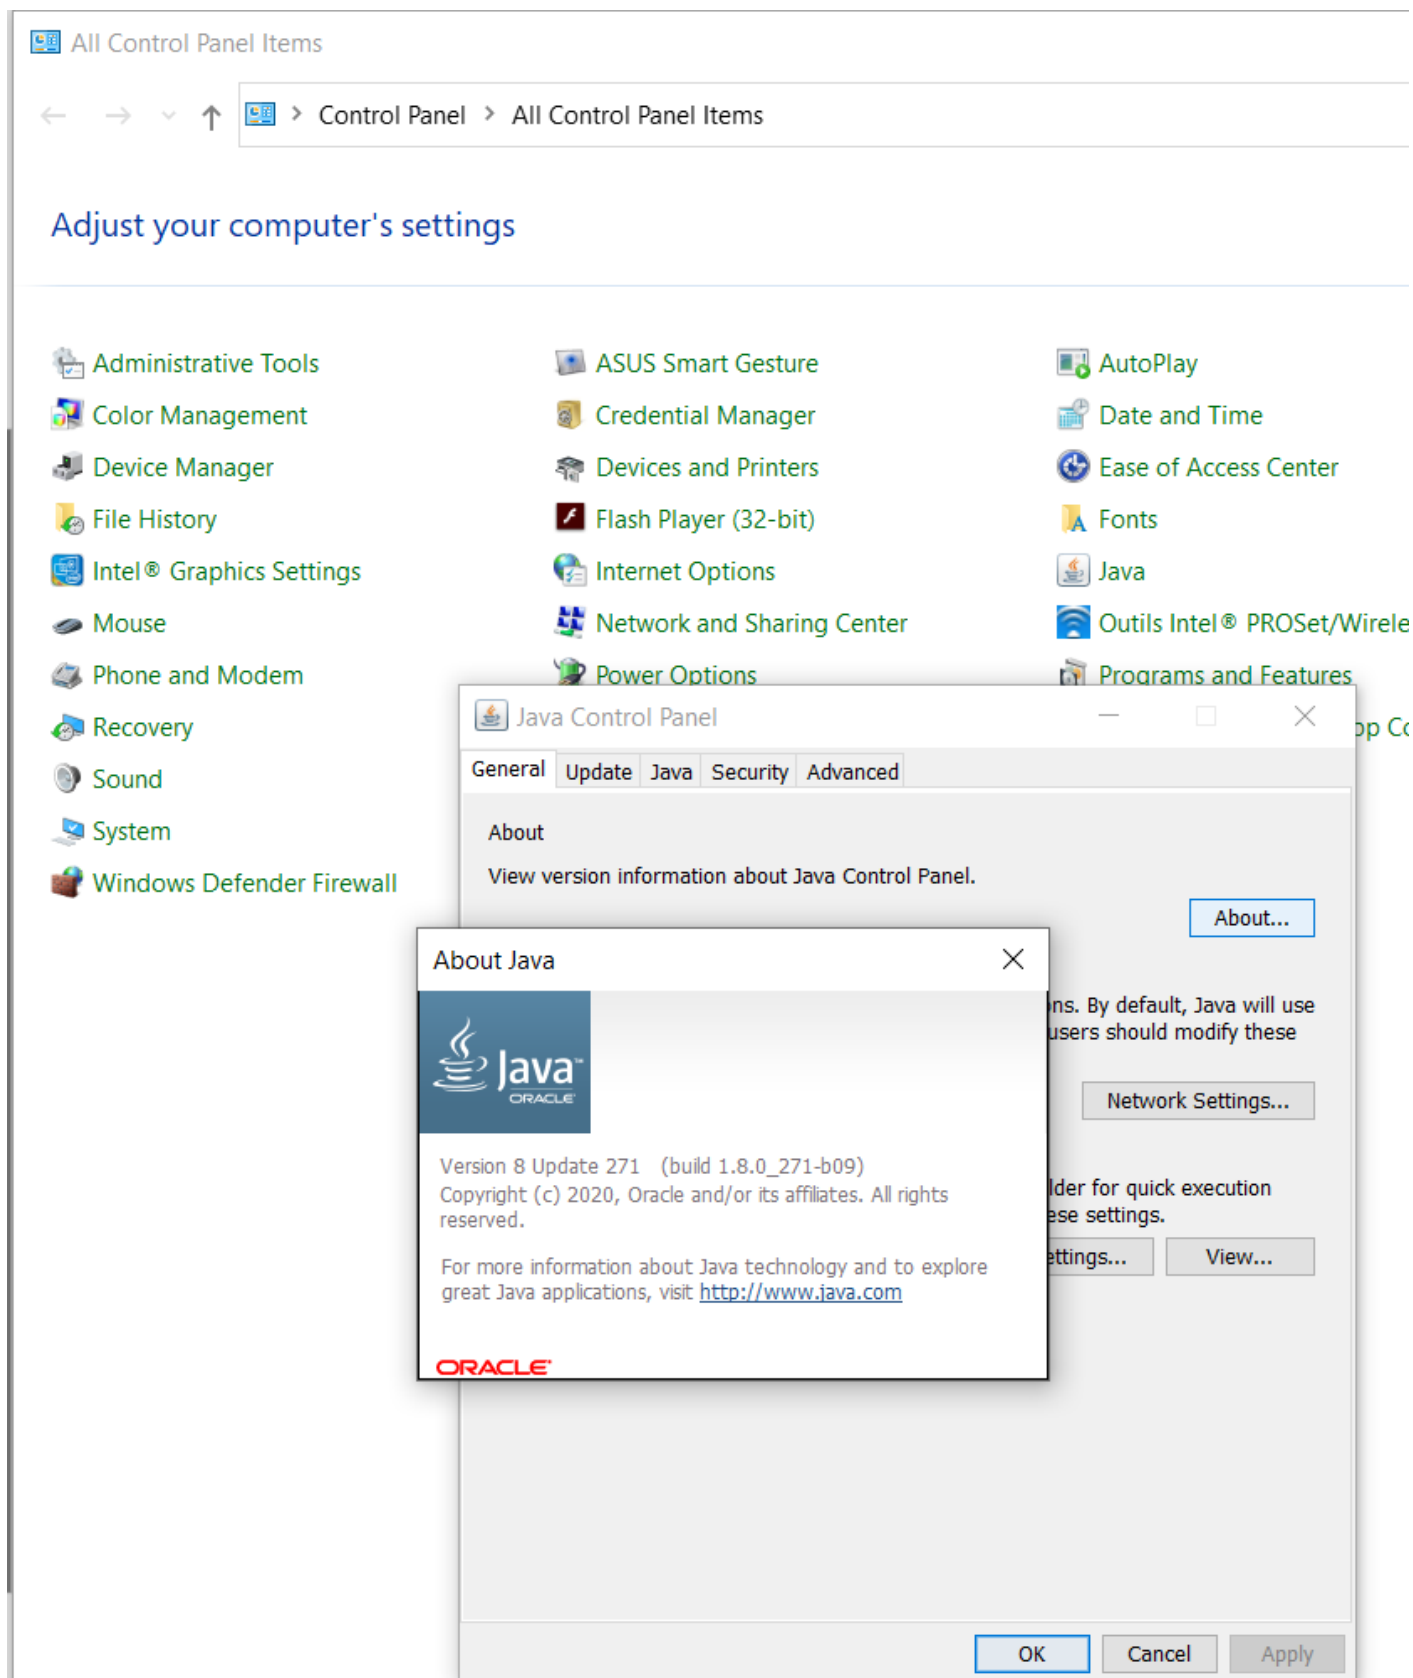 All Control Panel Items
Control Panel > All Control Panel Items
Adjust your computer's settings
Administrative Tools
ASUS Smart Gesture
AutoPlay
Color Management
Credential Manager
Date and Time
Device Manager
Devices and Printers
Ease of Access Center
File History
Flash Player (32-bit)
Fonts
Intel® Graphics Settings
Internet Options
Java
Mouse
Network and Sharing Center
Outils Intel® PROSet/Wirele
Phone and Modem
Power Options
Programs and Features
Recovery
op Co
Sound
System
Windows Defender Firewall
Java Control Panel
General Update Java Security Advanced
About
View version information about Java Control Panel.
About...
ons. By default, Java will use
users should modify these
Network Settings...
lder for quick execution
ese settings.
ettings... View...
About Java
Java™
ORACLE
Version 8 Update 271 (build 1.8.0_271-b09)
Copyright (c) 2020, Oracle and/or its affiliates. All rights
reserved.
For more information about Java technology and to explore
great Java applications, visit http://www.java.com
ORACLE
OK Cancel Apply